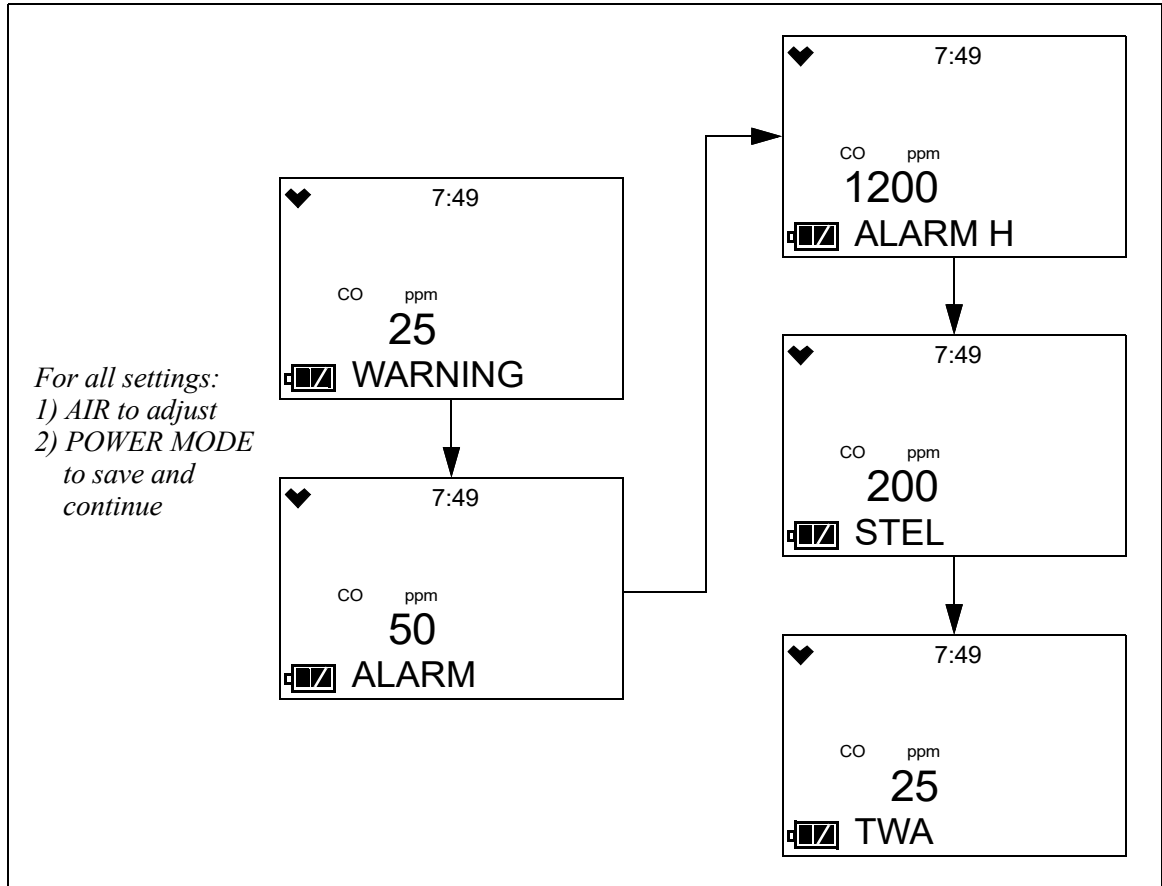 For all settings:
1) AIR to adjust
2) POWER MODE
to save and
continue
7:49
CO ppm
25
WARNING
7:49
CO ppm
50
ALARM
7:49
CO ppm
1200
ALARM H
7:49
CO ppm
200
STEL
7:49
CO ppm
25
TWA